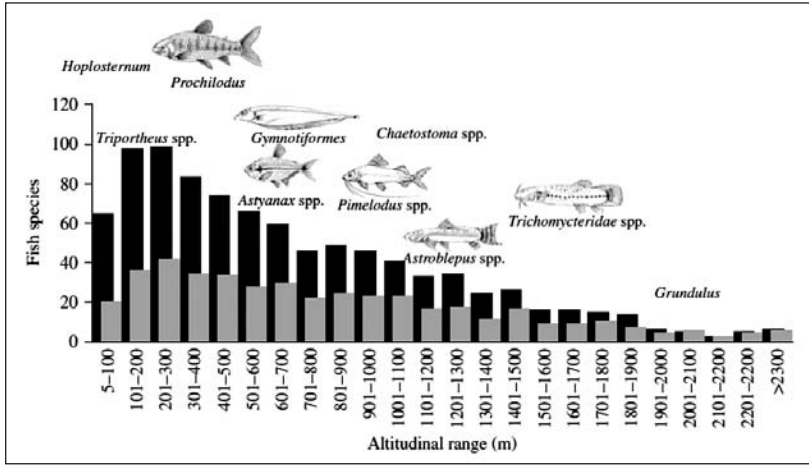 Hoplosternum
Prochilodus
120
100
80
60
40
20
0
Fish species
Triportheus spp.
Gymnotiformes
Chaetostoma spp.
Astyanax spp.
Pimelodus spp.
Trichomycteridae spp.
Astroblepus spp.
Grundulus
5–100
101–200
201–300
301–400
401–500
501–600
601–700
701–800
801–900
901–1000
1001–1100
1101–1200
1201–1300
1301–1400
1401–1500
1501–1600
1601–1700
1701–1800
1801–1900
1901–2000
2001–2100
2101–2200
2201–2300
>2300
Altitudinal range (m)